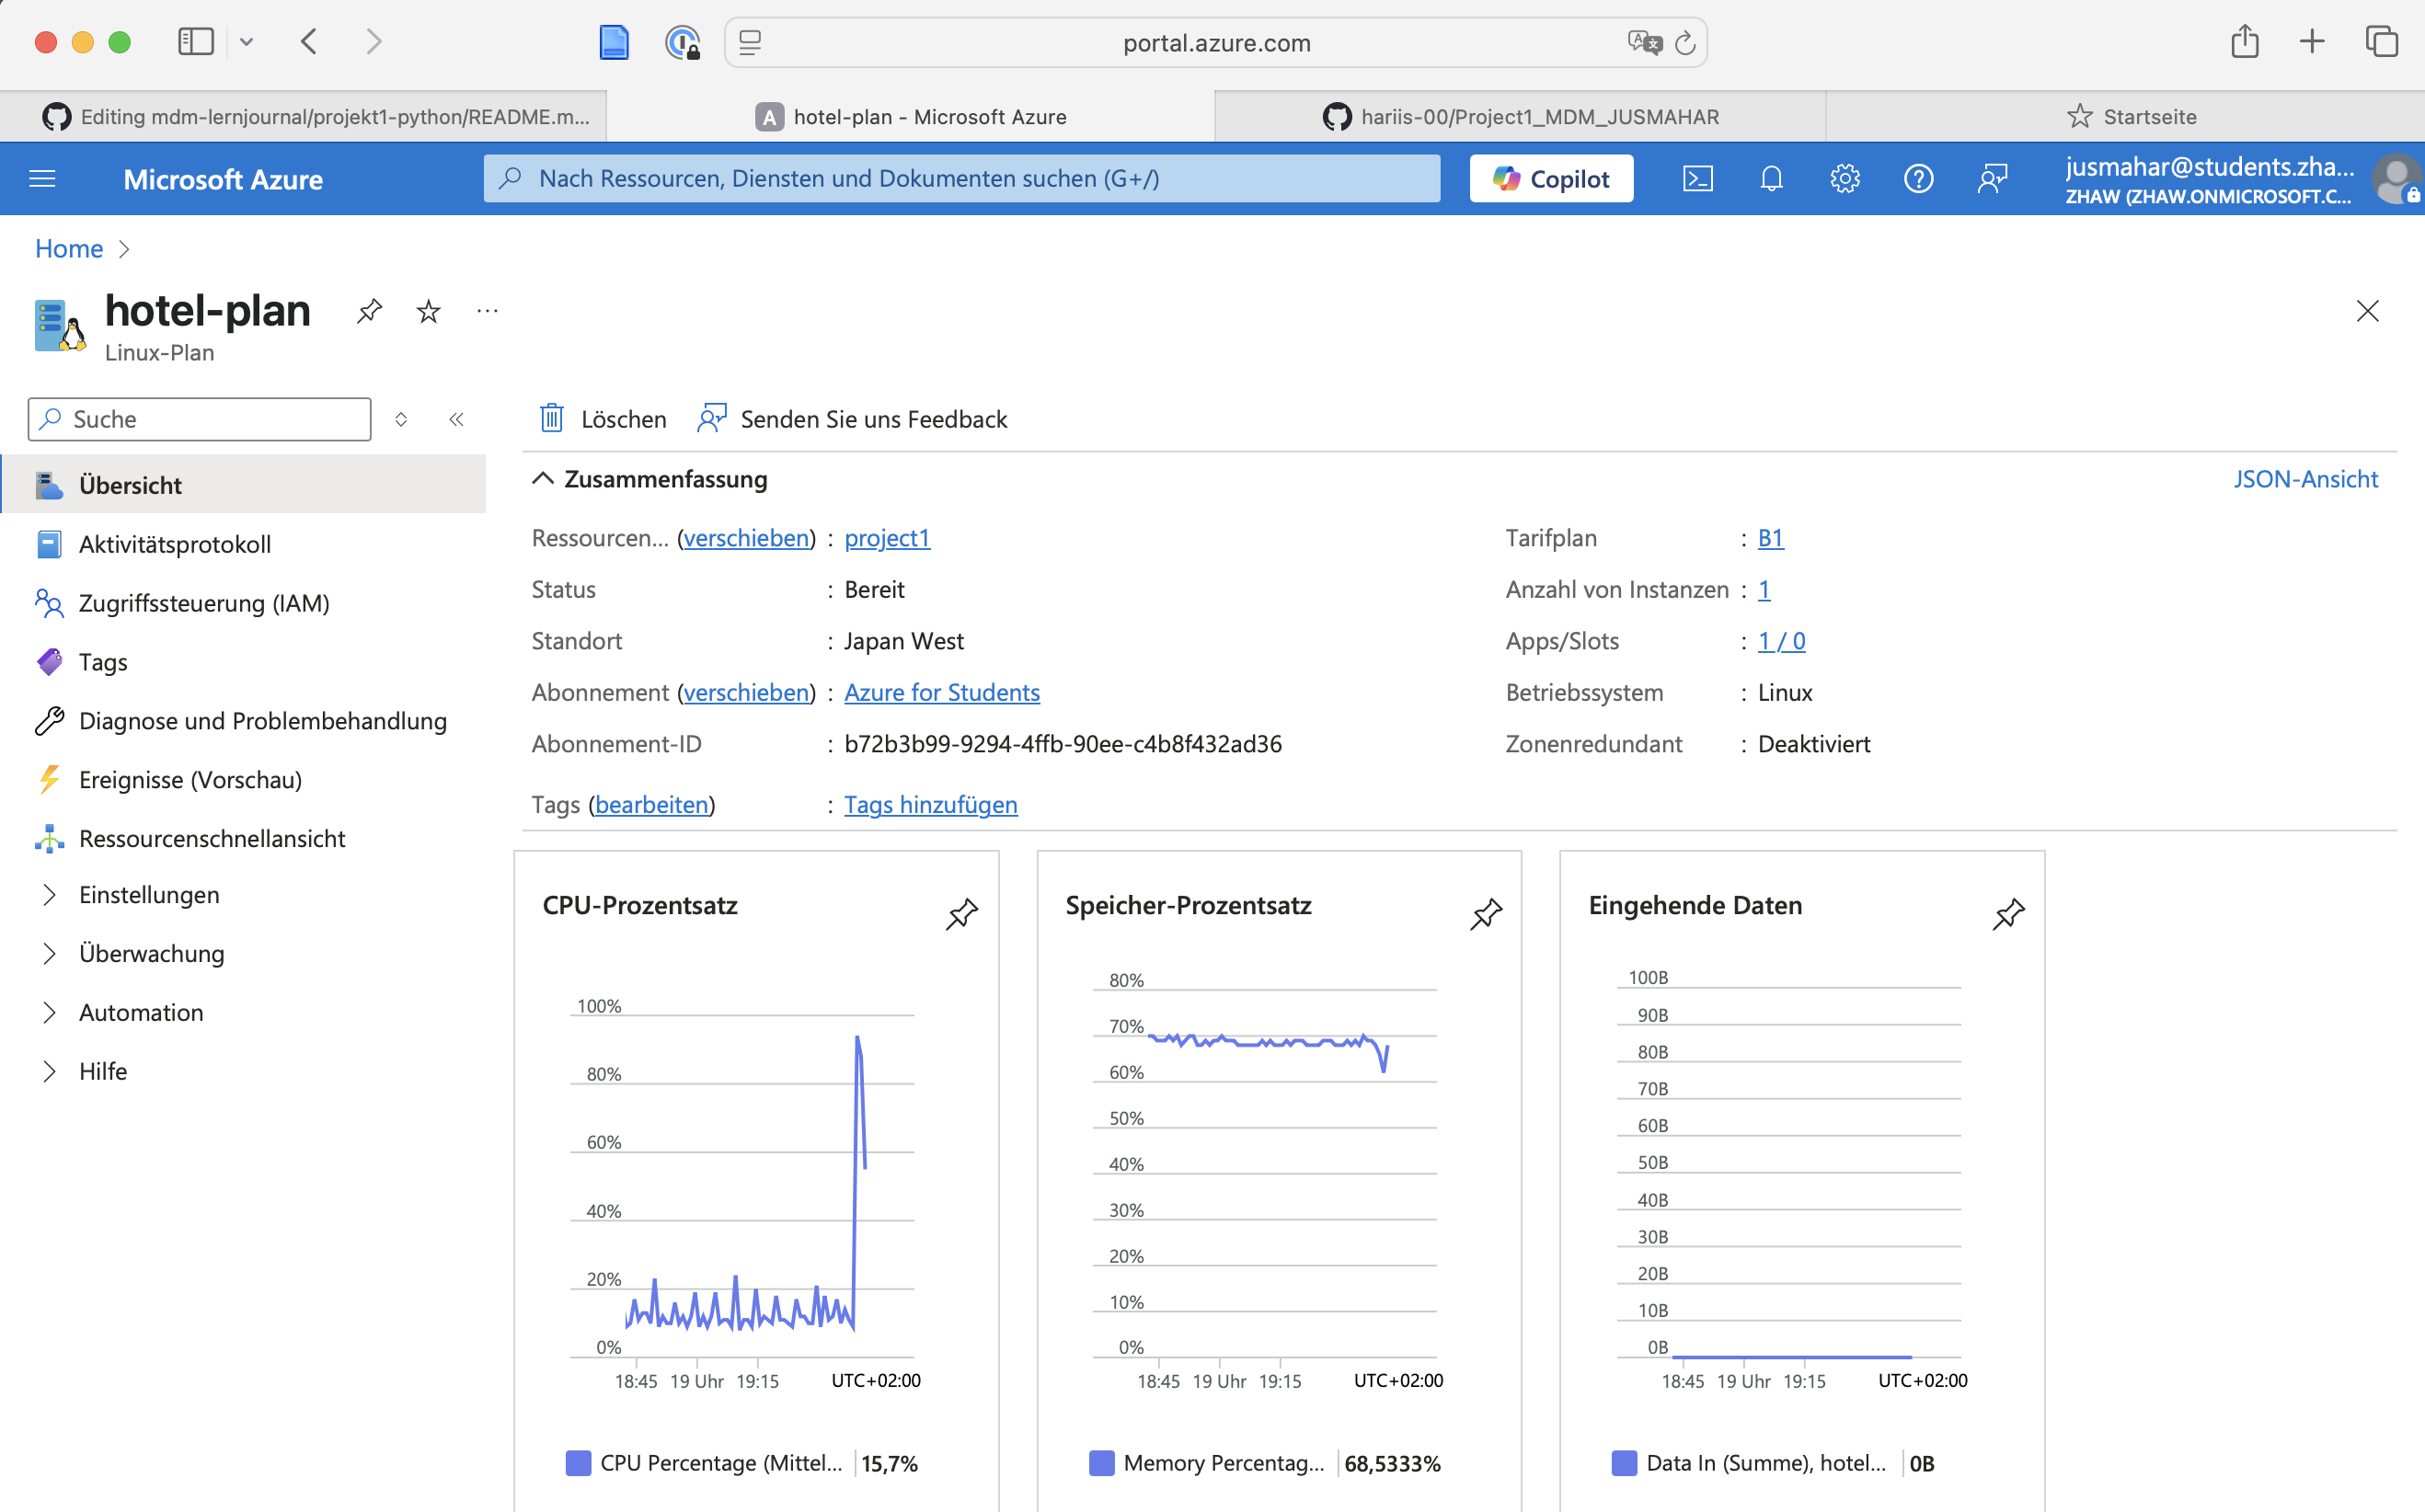 portal.azure.com
Editing mdm-lernjournal/projekt1-python/README.m...
A hotel-plan - Microsoft Azure
hariis-00/Project1_MDM_JUSMAHAR
Startseite
Microsoft Azure
Nach Ressourcen, Diensten und Dokumenten suchen (G+/)
Copilot
jusmahar@students.zha...
ZHAW (ZHAW.ONMICROSOFT.C...
Home
hotel-plan
Linux-Plan
Suche
Übersicht
Aktivitätsprotokoll
Zugriffssteuerung (IAM)
Tags
Diagnose und Problembehandlung
Ereignisse (Vorschau)
Ressourcenschnellansicht
Einstellungen
Überwachung
Automation
Hilfe
Löschen
Senden Sie uns Feedback
Zusammenfassung
JSON-Ansicht
Ressourcen... (verschieben) : project1
Status : Bereit
Standort : Japan West
Abonnement (verschieben) : Azure for Students
Abonnement-ID : b72b3b99-9294-4ffb-90ee-c4b8f432ad36
Tags (bearbeiten) : Tags hinzufügen
Tarifplan : B1
Anzahl von Instanzen : 1
Apps/Slots : 1 / 0
Betriebssystem : Linux
Zonenredundant : Deaktiviert
CPU-Prozentsatz
100%
80%
60%
40%
20%
0%
18:45 19 Uhr 19:15 UTC+02:00
CPU Percentage (Mittel... 15,7%
Speicher-Prozentsatz
80%
70%
60%
50%
40%
30%
20%
10%
0%
18:45 19 Uhr 19:15 UTC+02:00
Memory Percentag... 68,5333%
Eingehende Daten
100B
90B
80B
70B
60B
50B
40B
30B
20B
10B
0B
18:45 19 Uhr 19:15 UTC+02:00
Data In (Summe), hotel... 0B